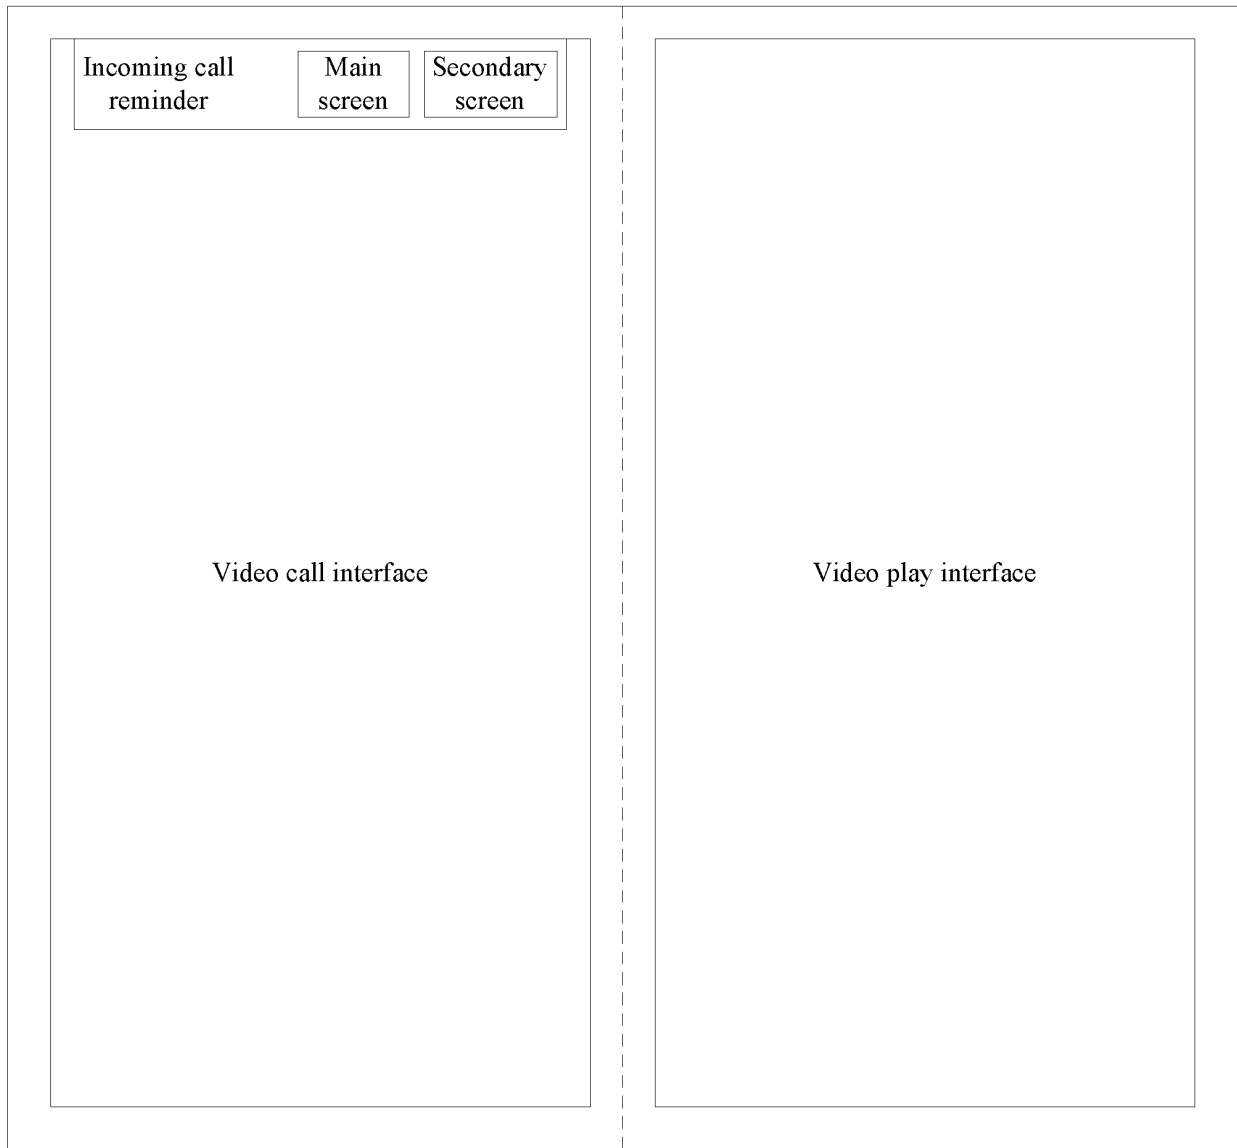 Incoming call
reminder
Main
screen
Secondary
screen
Video call interface
Video play interface